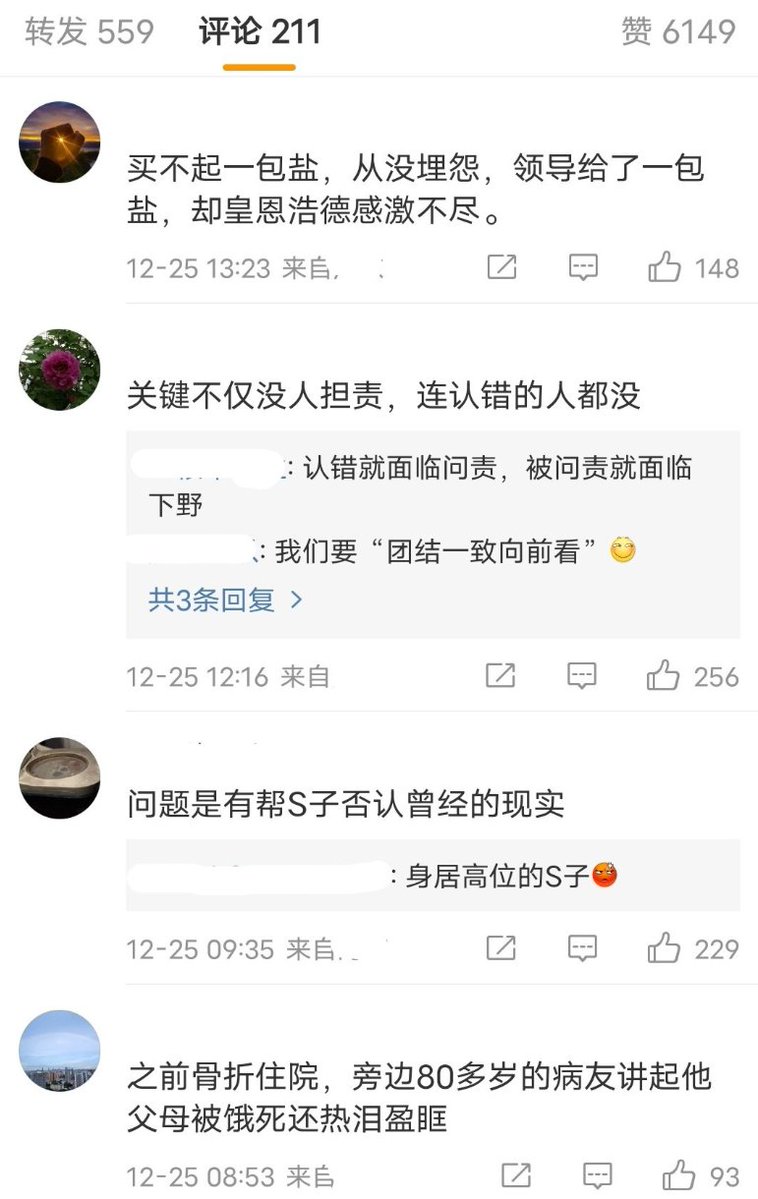 转发 559 评论 211 赞 6149
买不起一包盐，从没埋怨，领导给了一包
盐，却皇恩浩德感激不尽。
12-25 13:23 来自 148
关键不仅没人担责，连认错的人都没
: 认错就面临问责，被问责就面临
下野
: 我们要“团结一致向前看”
共3条回复 >
12-25 12:16 来自 256
问题是有帮S子否认曾经的现实
: 身居高位的S子
12-25 09:35 来自 229
之前骨折住院，旁边80多岁的病友讲起他
父母被饿死还热泪盈眶
12-25 08:53 来自 93